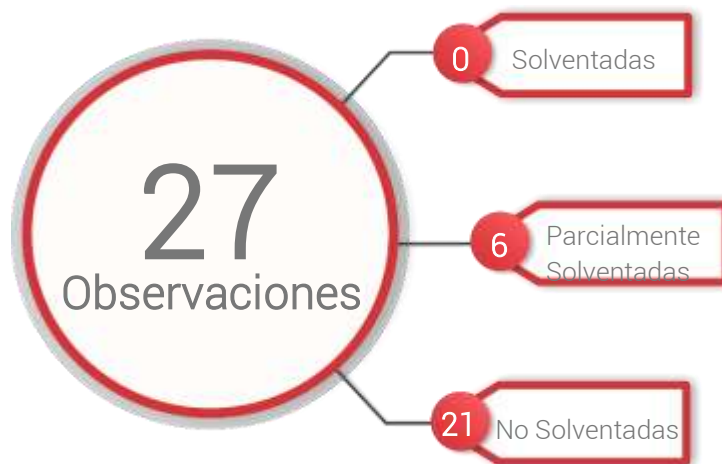 27
Observaciones
0
Solventadas
6
Parcialmente
Solventadas
21
No Solventadas